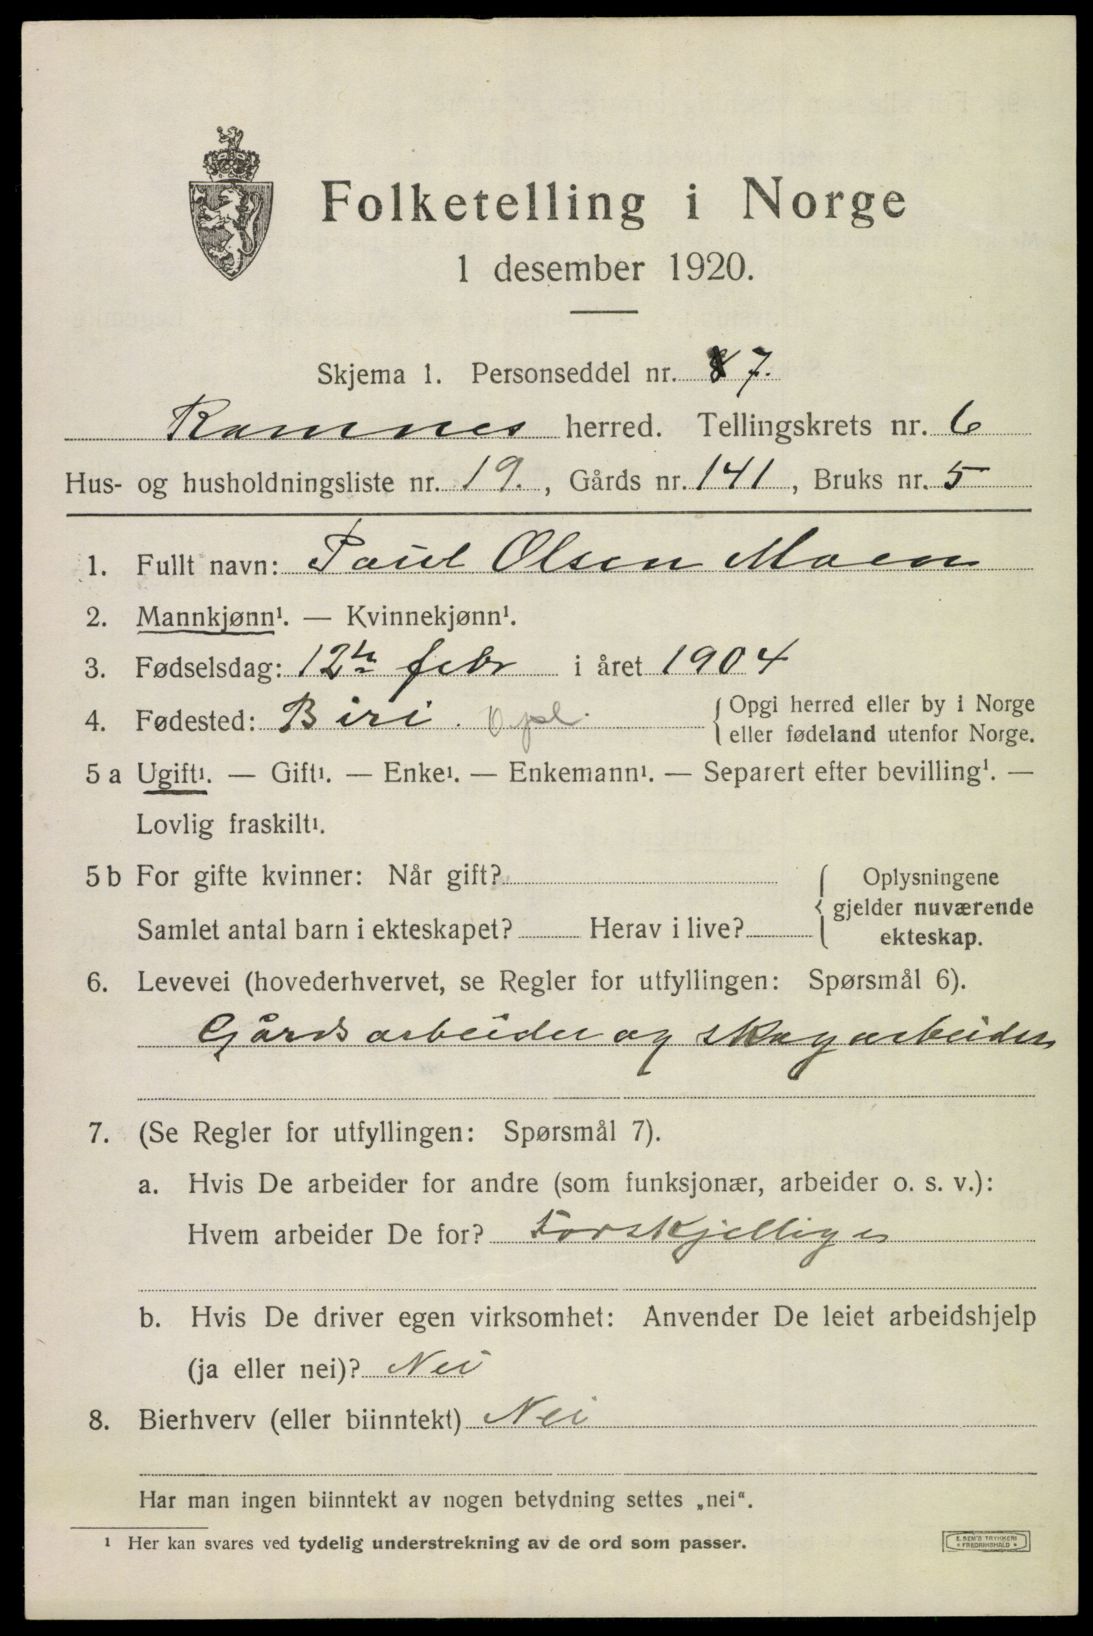 Folketelling i Norge
1 desember 1920.
Skjema 1. Personseddel nr. 7.
Ramnes herred. Tellingskrets nr. 6
Hus- og husholdningsliste nr. 19., Gårds nr. 141, Bruks nr. 5
1. Fullt navn: Paul Olsen Moen
2. Mannkjønn¹. — Kvinnekjønn¹.
3. Fødselsdag: 12te febr i året 1904
4. Fødested: Biri. Opl. {Opgi herred eller by i Norge
eller fødeland utenfor Norge.
5 a Ugift¹. — Gift¹. — Enke¹. — Enkemann¹. — Separert efter bevilling¹. —
Lovlig fraskilt¹.
5 b For gifte kvinner: Når gift?
Samlet antal barn i ekteskapet? Herav i live?
{Oplysningene
gjelder nuværende
ekteskap.
6. Levevei (hovederhvervet, se Regler for utfyllingen: Spørsmål 6).
Gårdsarbeider og skogarbeider
7. (Se Regler for utfyllingen: Spørsmål 7).
a. Hvis De arbeider for andre (som funksjonær, arbeider o. s. v.):
Hvem arbeider De for? Forskjellige
b. Hvis De driver egen virksomhet: Anvender De leiet arbeidshjelp
(ja eller nei)? Nei
8. Bierhverv (eller biinntekt) Nei
Har man ingen biinntekt av nogen betydning settes „nei“.
¹ Her kan svares ved tydelig understrekning av de ord som passer.
E. SEM'S TRYKKERI
* FREDRIKSHALD *